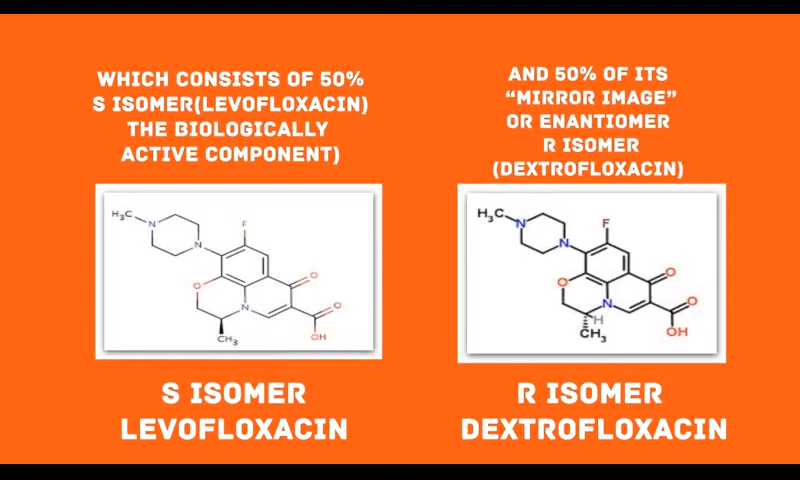 WHICH CONSISTS OF 50%
S ISOMER(LEVOFLOXACIN)
THE BIOLOGICALLY
ACTIVE COMPONENT)
AND 50% OF ITS
“MIRROR IMAGE”
OR ENANTIOMER
R ISOMER
(DEXTROFLOXACIN)
H₃C
N
N
F
O
O
N
O
CH₃
OH
H₃C
N
N
F
O
O
N
O
H
CH₃
OH
S ISOMER
LEVOFLOXACIN
R ISOMER
DEXTROFLOXACIN